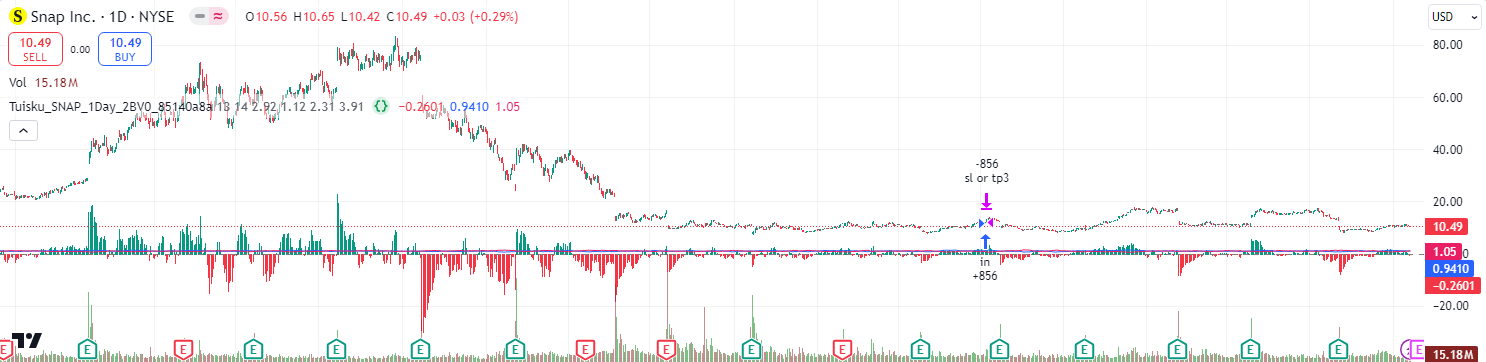 S Snap Inc. · 1D · NYSE O10.56 H10.65 L10.42 C10.49 +0.03 (+0.29%)
USD
10.49 0.00 10.49
SELL BUY
Vol 15.18M
Tuisku_SNAP_1Day_2BV0_85140a8a 13 14 2.92 1.12 2.31 3.91 −0.2601 0.9410 1.05
80.00
60.00
40.00
20.00
-856
sl or tp3
10.49
1.05
0.9410
−0.2601
in
+856
−20.00
E E E E E E E E E E E E E E E E E E
15.18M